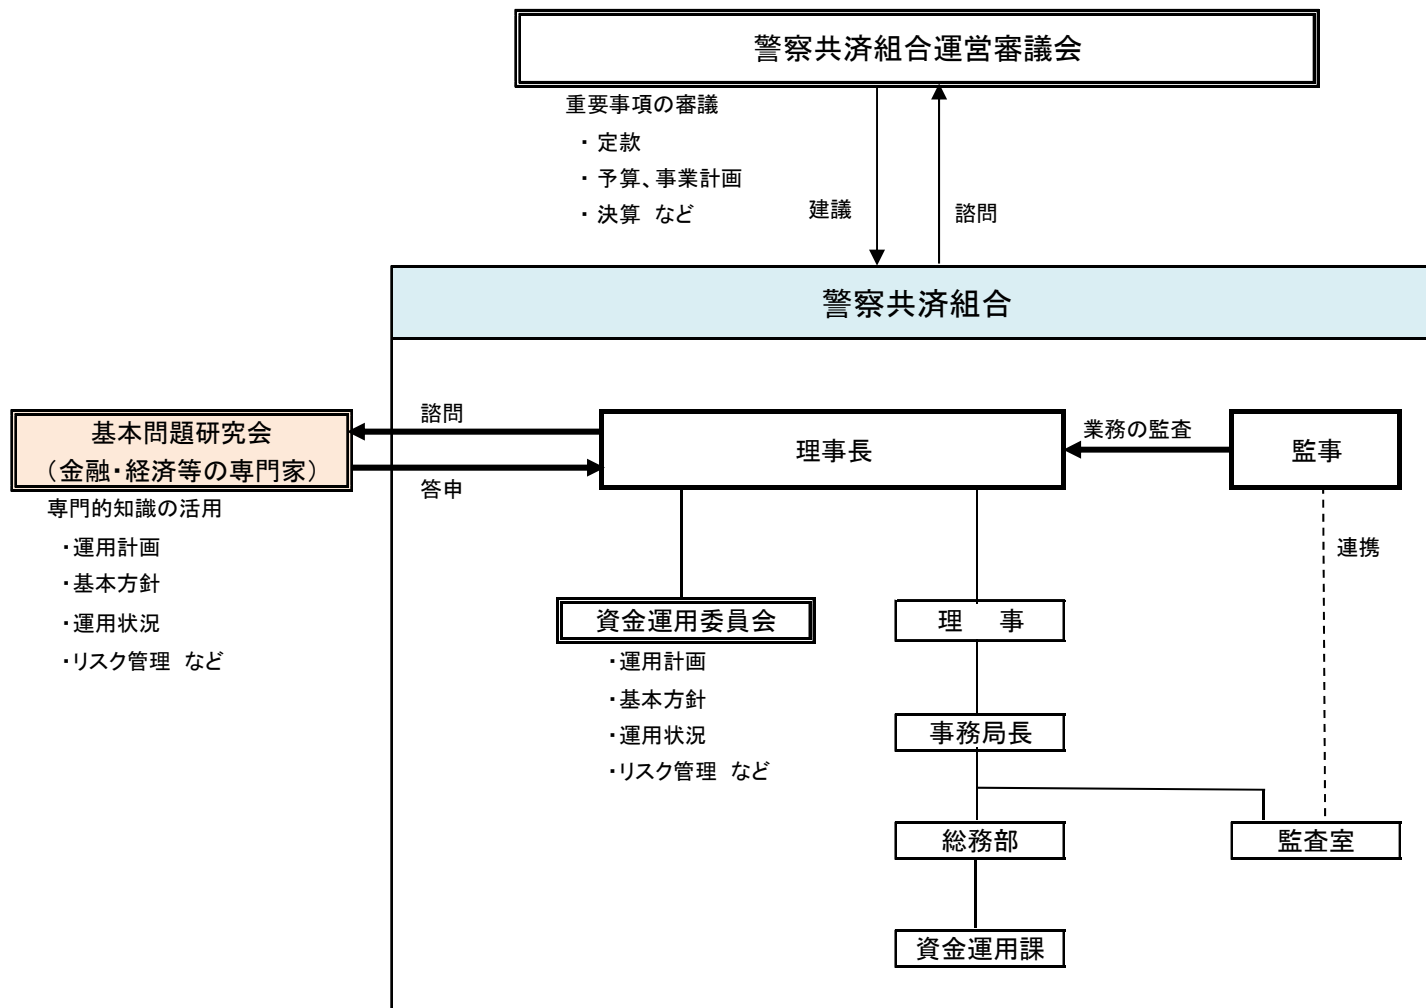 警察共済組合運営審議会
重要事項の審議
・ 定款
・ 予算、事業計画
・ 決算 など
建議
諮問
警察共済組合
基本問題研究会
（金融・経済等の専門家）
諮問
答申
理事長
業務の監査
監事
専門的知識の活用
・運用計画
・基本方針
・運用状況
・リスク管理 など
連携
資金運用委員会
・運用計画
・基本方針
・運用状況
・リスク管理 など
理 事
事務局長
総務部
監査室
資金運用課